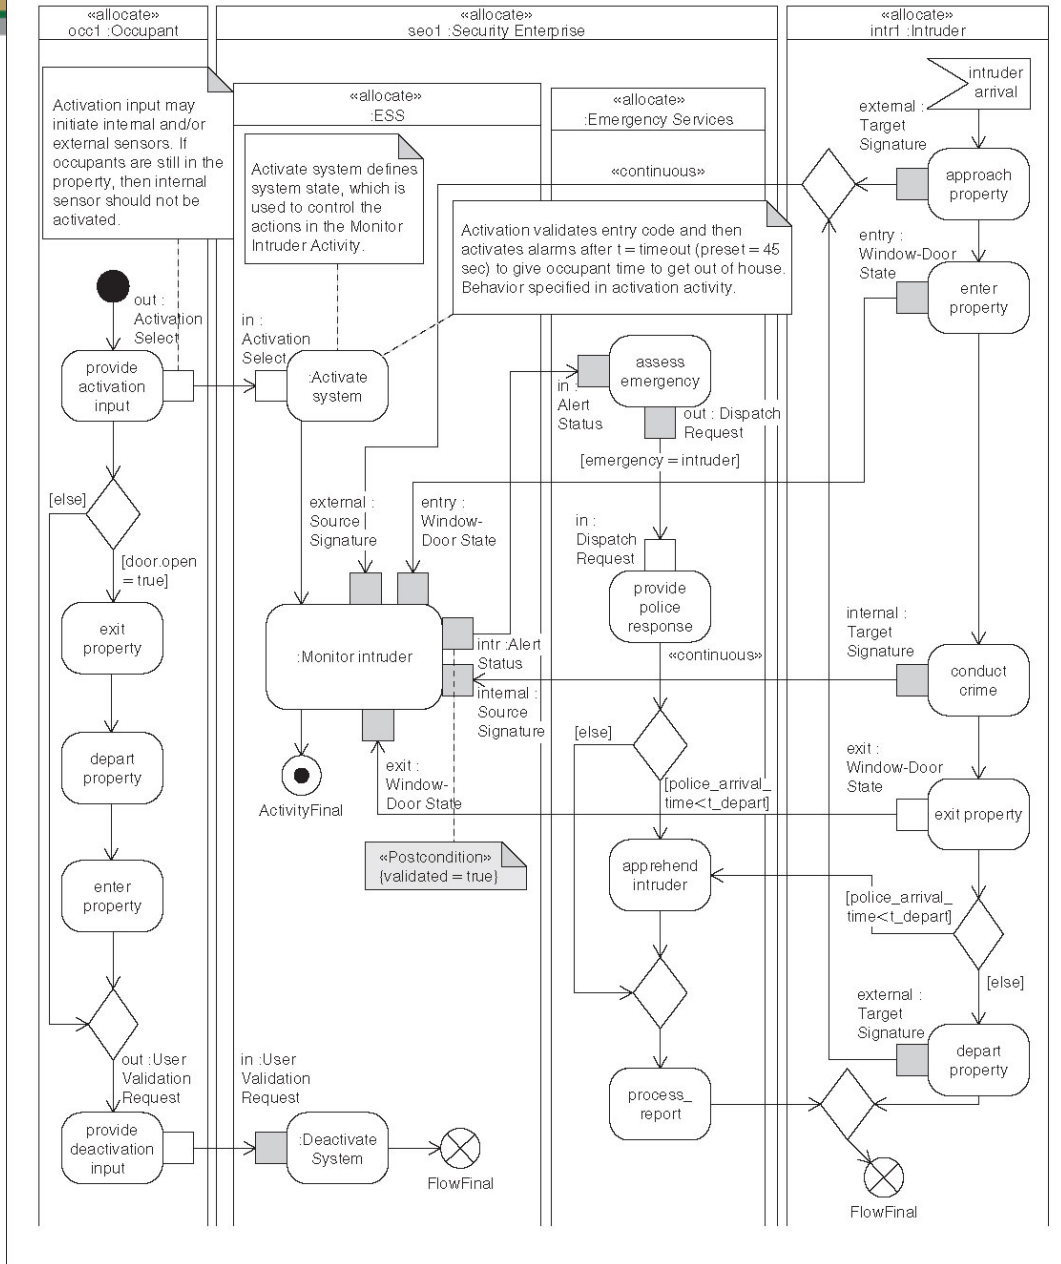 «allocate»
occ1 :Occupant
«allocate»
seo1 :Security Enterprise
«allocate»
intr1 :Intruder
Activation input may
initiate internal and/or
external sensors. If
occupants are still in the
property, then internal
sensor should not be
activated.
«allocate»
:ESS
Activate system defines
system state, which is
used to control the
actions in the Monitor
Intruder Activity.
«allocate»
:Emergency Services
«continuous»
Activation validates entry code and then
activates alarms after t = timeout (preset = 45
sec) to give occupant time to get out of house.
Behavior specified in activation activity.
intruder
arrival
external :
Target
Signature
approach
property
entry :
Window-Door
State
enter
property
out :
Activation
Select
provide
activation
input
in :
Activation
Select
:Activate
system
assess
emergency
in :
Alert
Status
out : Dispatch
Request
[emergency = intruder]
[else]
[door.open
= true]
external :
Source
Signature
entry :
Window-
Door State
in :
Dispatch
Request
provide
police
response
«continuous»
exit
property
:Monitor intruder
intr :Alert
Status
internal :
Source
Signature
internal :
Target
Signature
conduct
crime
depart
property
ActivityFinal
exit :
Window-
Door State
[else]
[police_arrival_
time<t_depart]
exit :
Window-Door
State
exit property
«Postcondition»
{validated = true}
enter
property
apprehend
intruder
[police_arrival_
time<t_depart]
[else]
external :
Target
Signature
depart
property
out :User
Validation
Request
in :User
Validation
Request
provide
deactivation
input
:Deactivate
System
FlowFinal
process_
report
FlowFinal